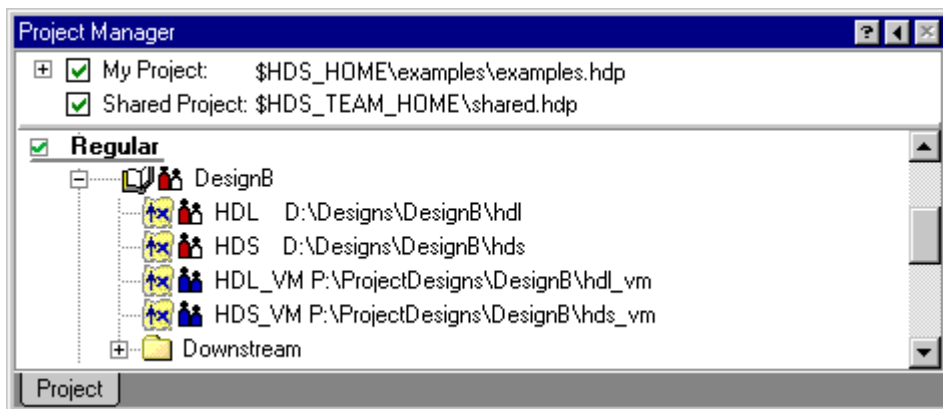 Project Manager
My Project: $HDS_HOME\examples\examples.hdp
Shared Project: $HDS_TEAM_HOME\shared.hdp
Regular
DesignB
HDL D:\Designs\DesignB\hdl
HDS D:\Designs\DesignB\hds
HDL_VM P:\ProjectDesigns\DesignB\hdl_vm
HDS_VM P:\ProjectDesigns\DesignB\hds_vm
Downstream
Project